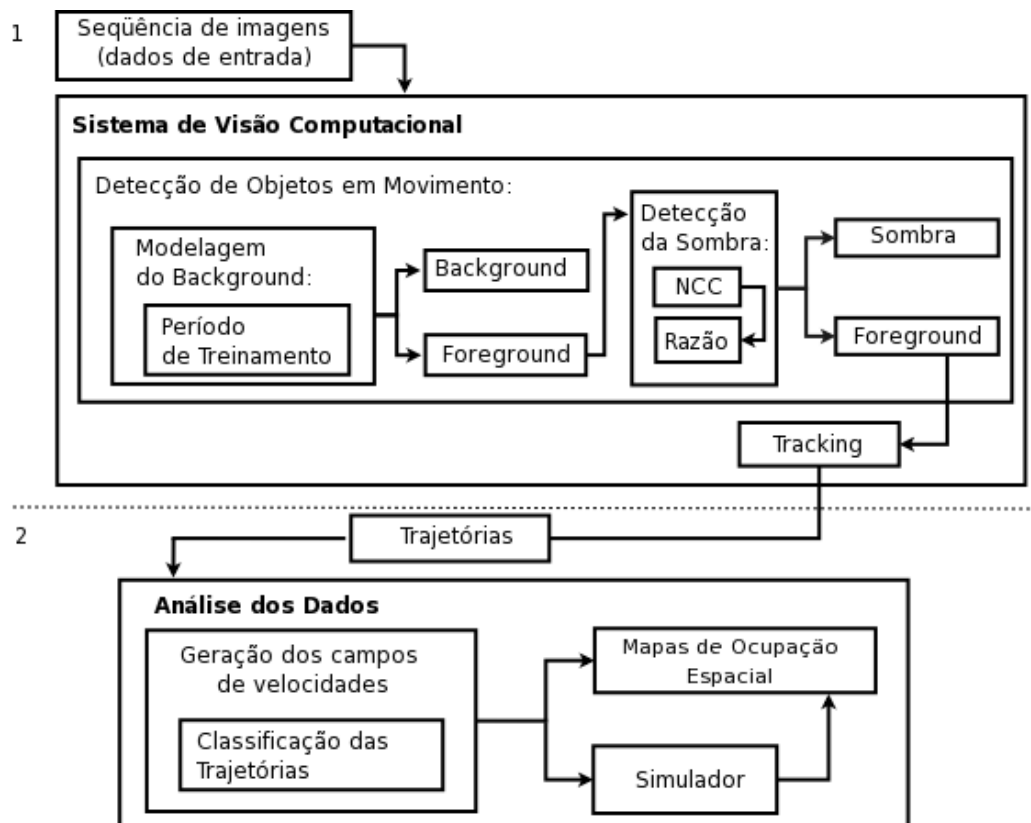 1
Seqüência de imagens
(dados de entrada)
Sistema de Visão Computacional
Detecção de Objetos em Movimento:
Modelagem
do Background:
Período
de Treinamento
Background
Foreground
Detecção
da Sombra:
NCC
Razão
Sombra
Foreground
Tracking
2
Trajetórias
Análise dos Dados
Geração dos campos
de velocidades
Classificação das
Trajetórias
Mapas de Ocupação
Espacial
Simulador